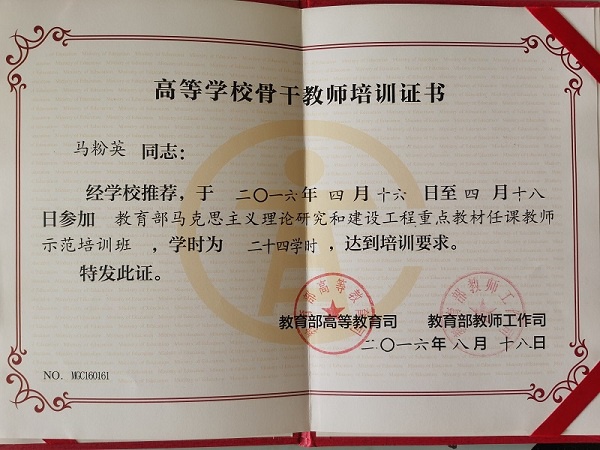 高等学校骨干教师培训证书
马粉英 同志：
经学校推荐，于 二〇一六年 四 月 十六 日至 四 月 十八
日参加 教育部马克思主义理论研究和建设工程重点教材任课教师
示范培训班 ，学时为 二十四学时 ，达到培训要求。
特发此证。
教育部高等教育司 教育部教师工作司
二〇一六年 八 月 十八日
NO. MGC160161